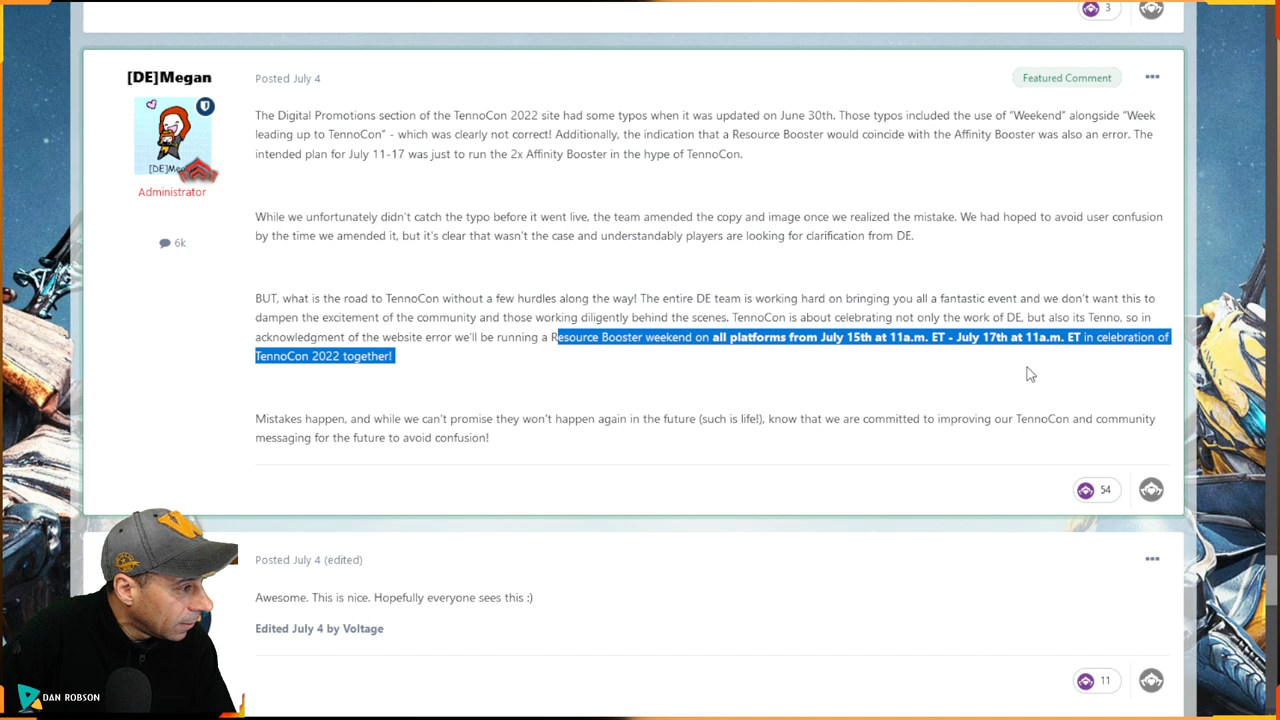 3
[DE]Megan
Posted July 4
Featured Comment
[DE]Meg
Administrator
6k
The Digital Promotions section of the TennoCon 2022 site had some typos when it was updated on June 30th. Those typos included the use of "Weekend" alongside "Week
leading up to TennoCon" - which was clearly not correct! Additionally, the indication that a Resource Booster would coincide with the Affinity Booster was also an error. The
intended plan for July 11-17 was just to run the 2x Affinity Booster in the hype of TennoCon.
While we unfortunately didn't catch the typo before it went live, the team amended the copy and image once we realized the mistake. We had hoped to avoid user confusion
by the time we amended it, but it's clear that wasn't the case and understandably players are looking for clarification from DE.
BUT, what is the road to TennoCon without a few hurdles along the way! The entire DE team is working hard on bringing you all a fantastic event and we don't want this to
dampen the excitement of the community and those working diligently behind the scenes. TennoCon is about celebrating not only the work of DE, but also its Tenno, so in
acknowledgment of the website error we'll be running a Resource Booster weekend on all platforms from July 15th at 11a.m. ET - July 17th at 11a.m. ET in celebration of
TennoCon 2022 together!
Mistakes happen, and while we can't promise they won't happen again in the future (such is life!), know that we are committed to improving our TennoCon and community
messaging for the future to avoid confusion!
54
Posted July 4 (edited)
Awesome. This is nice. Hopefully everyone sees this :)
Edited July 4 by Voltage
11
DAN ROBSON